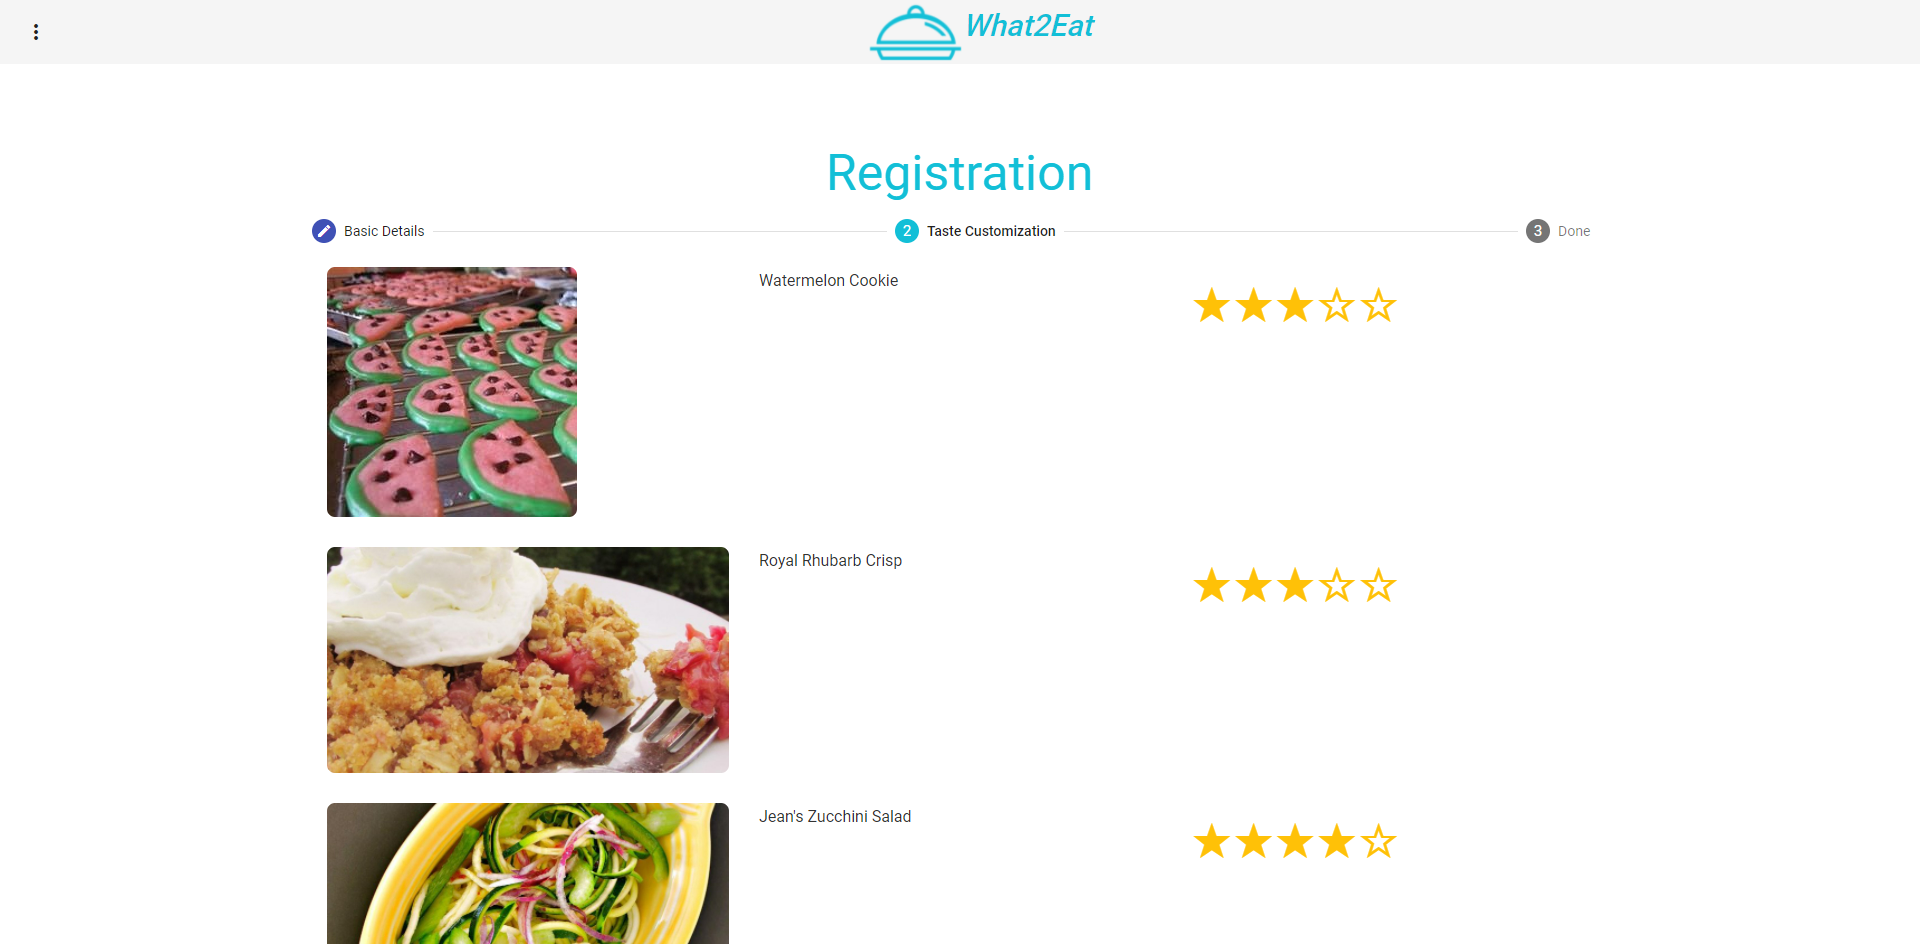 What2Eat
Registration
Basic Details
2 Taste Customization
3 Done
Watermelon Cookie
Royal Rhubarb Crisp
Jean's Zucchini Salad